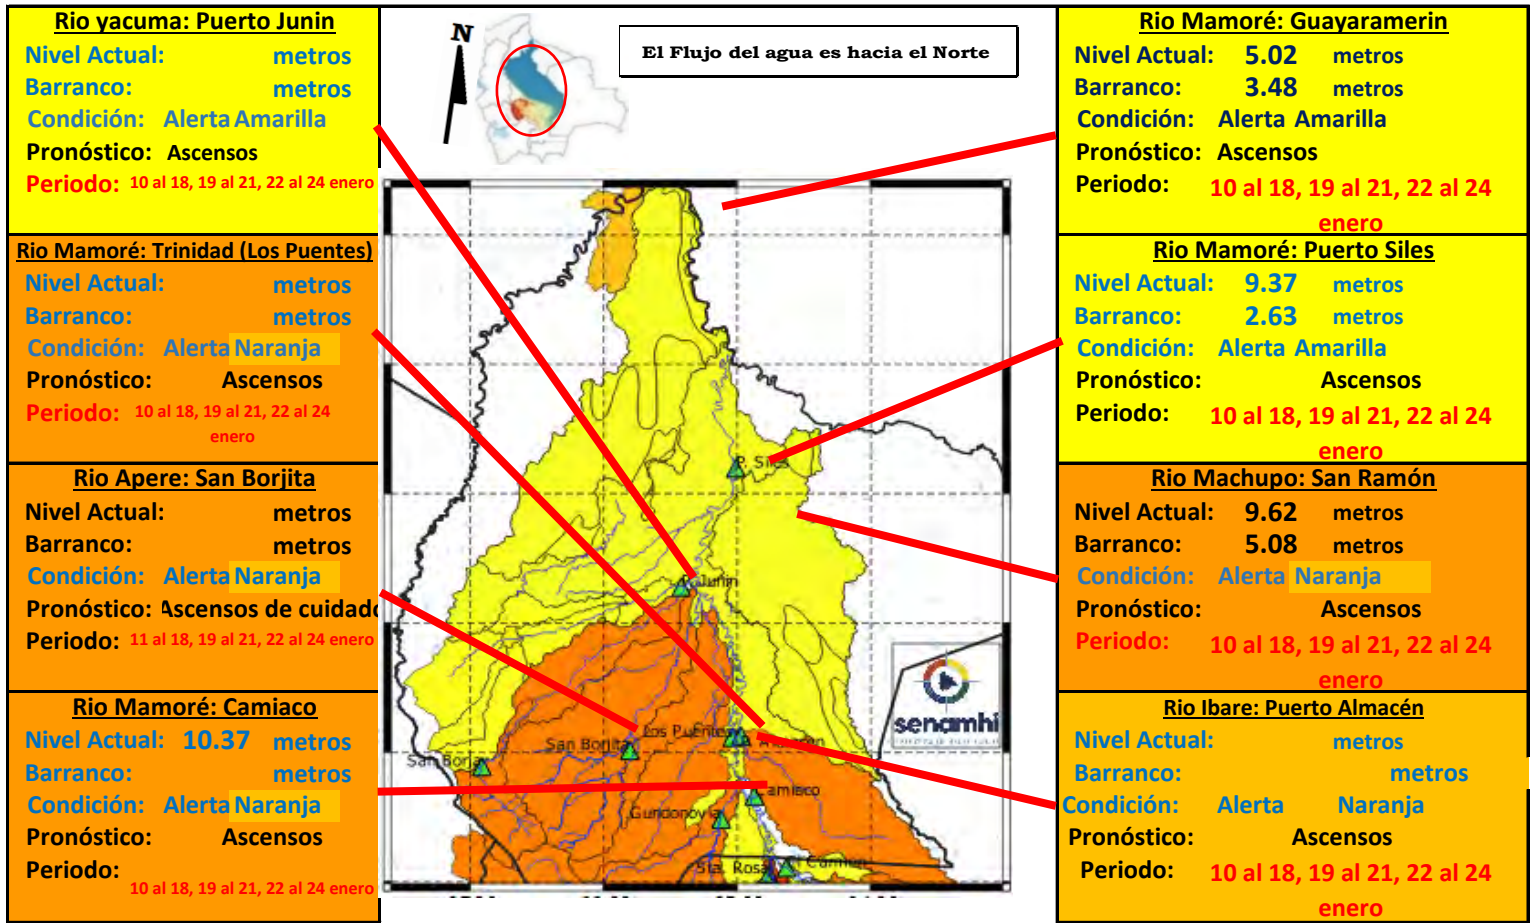 Rio yacuma: Puerto Junin
Nivel Actual: metros
Barranco: metros
Condición: Alerta Amarilla
Pronóstico: Ascensos
Periodo: 10 al 18, 19 al 21, 22 al 24 enero
Rio Mamoré: Trinidad (Los Puentes)
Nivel Actual: metros
Barranco: metros
Condición: Alerta Naranja
Pronóstico: Ascensos
Periodo: 10 al 18, 19 al 21, 22 al 24
enero
Rio Apere: San Borjita
Nivel Actual: metros
Barranco: metros
Condición: Alerta Naranja
Pronóstico: Ascensos de cuidado
Periodo: 11 al 18, 19 al 21, 22 al 24 enero
Rio Mamoré: Camiaco
Nivel Actual: 10.37 metros
Barranco: metros
Condición: Alerta Naranja
Pronóstico: Ascensos
Periodo:
10 al 18, 19 al 21, 22 al 24 enero
N
El Flujo del agua es hacia el Norte
P. Siles
P. Junin
Los Puentes
San Borjita
San Borja
Camiaco
Gundonovia
Sta. Rosa
El Carmen
senamhi
Rio Mamoré: Guayaramerin
Nivel Actual: 5.02 metros
Barranco: 3.48 metros
Condición: Alerta Amarilla
Pronóstico: Ascensos
Periodo: 10 al 18, 19 al 21, 22 al 24
enero
Rio Mamoré: Puerto Siles
Nivel Actual: 9.37 metros
Barranco: 2.63 metros
Condición: Alerta Amarilla
Pronóstico: Ascensos
Periodo: 10 al 18, 19 al 21, 22 al 24
enero
Rio Machupo: San Ramón
Nivel Actual: 9.62 metros
Barranco: 5.08 metros
Condición: Alerta Naranja
Pronóstico: Ascensos
Periodo: 10 al 18, 19 al 21, 22 al 24
enero
Rio Ibare: Puerto Almacén
Nivel Actual: metros
Barranco: metros
Condición: Alerta Naranja
Pronóstico: Ascensos
Periodo: 10 al 18, 19 al 21, 22 al 24
enero